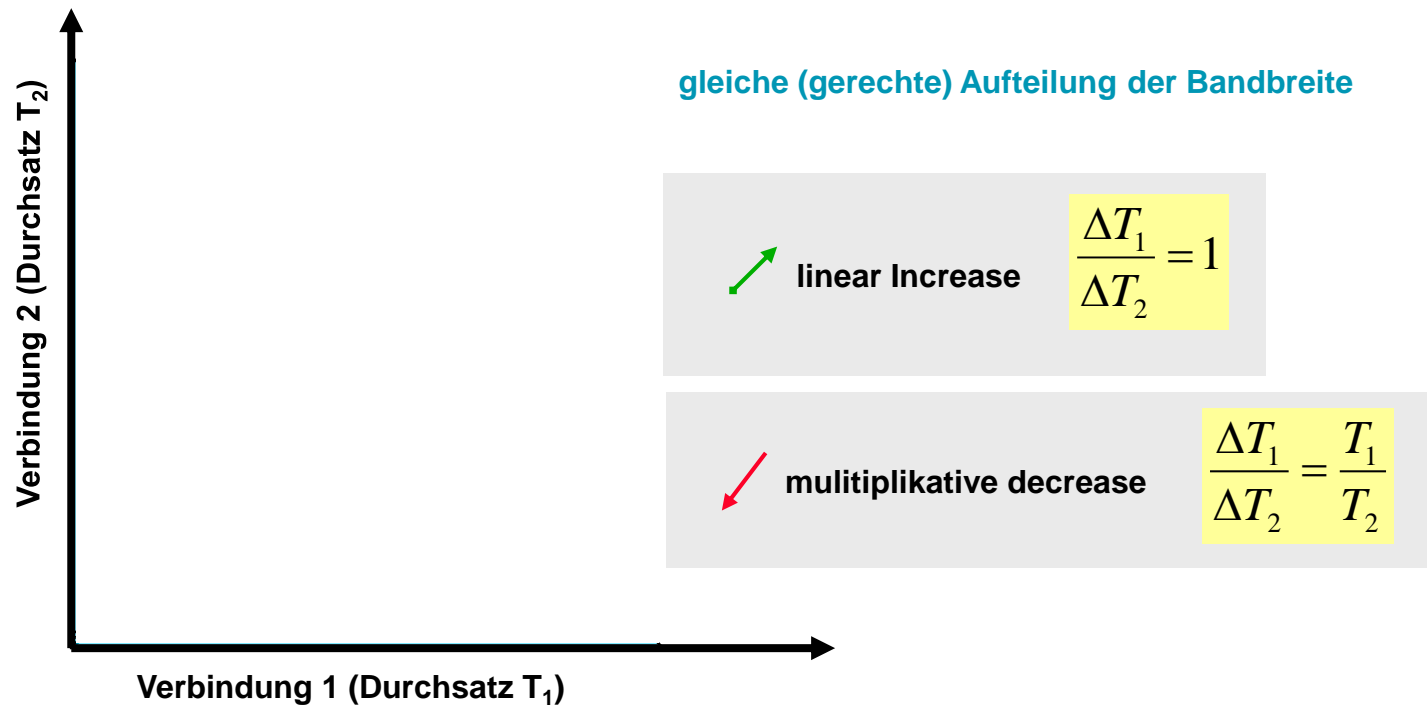 Verbindung 2 (Durchsatz T₂)
gleiche (gerechte) Aufteilung der Bandbreite
linear Increase
ΔT₁/ΔT₂ = 1
mulitiplikative decrease
ΔT₁/ΔT₂ = T₁/T₂
Verbindung 1 (Durchsatz T₁)